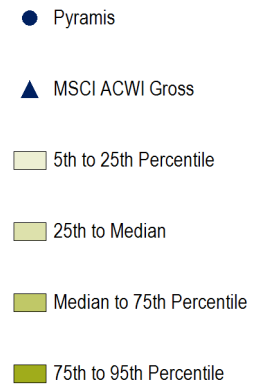 Pyramis
MSCI ACWI Gross
5th to 25th Percentile
25th to Median
Median to 75th Percentile
75th to 95th Percentile